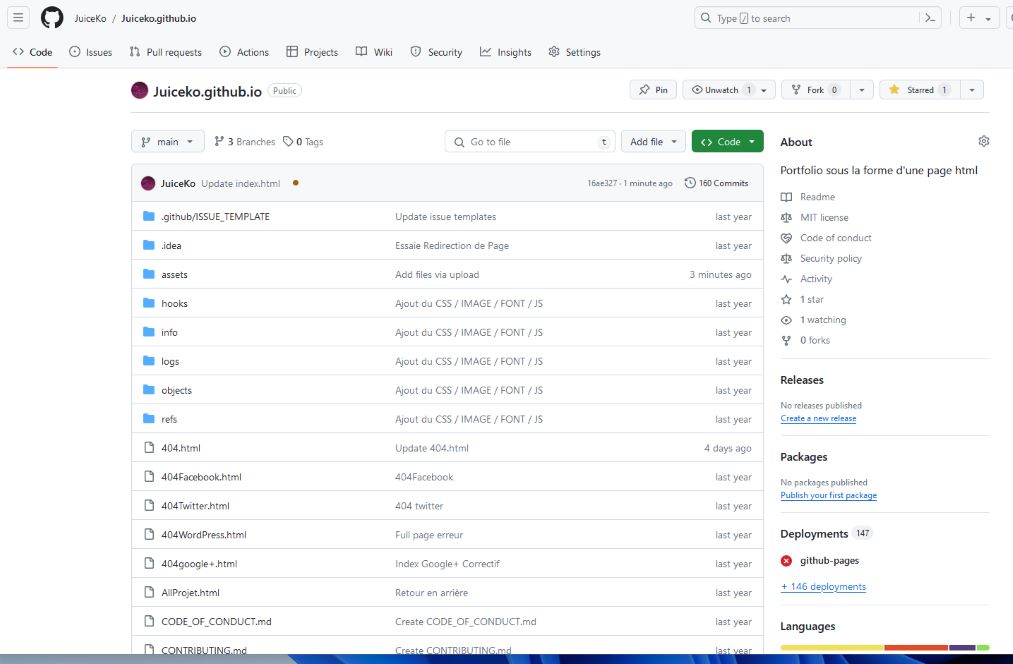 JuiceKo / Juiceko.github.io
Type / to search
Code Issues Pull requests Actions Projects Wiki Security Insights Settings
Juiceko.github.io Public
Pin Unwatch 1 Fork 0 Starred 1
main 3 Branches 0 Tags Go to file t Add file Code
JuiceKo Update index.html 16ae327 · 1 minute ago 160 Commits
.github/ISSUE_TEMPLATE Update issue templates last year
.idea Essaie Redirection de Page last year
assets Add files via upload 3 minutes ago
hooks Ajout du CSS / IMAGE / FONT / JS last year
info Ajout du CSS / IMAGE / FONT / JS last year
logs Ajout du CSS / IMAGE / FONT / JS last year
objects Ajout du CSS / IMAGE / FONT / JS last year
refs Ajout du CSS / IMAGE / FONT / JS last year
404.html Update 404.html 4 days ago
404Facebook.html 404Facebook last year
404Twitter.html 404 twitter last year
404WordPress.html Full page erreur last year
404google+.html Index Google+ Correctif last year
AllProjet.html Retour en arrière last year
CODE_OF_CONDUCT.md Create CODE_OF_CONDUCT.md last year
CONTRIBUTING.md Create CONTRIBUTING.md last year
About
Portfolio sous la forme d'une page html
Readme
MIT license
Code of conduct
Security policy
Activity
1 star
1 watching
0 forks
Releases
No releases published
Create a new release
Packages
No packages published
Publish your first package
Deployments 147
github-pages
+ 146 deployments
Languages